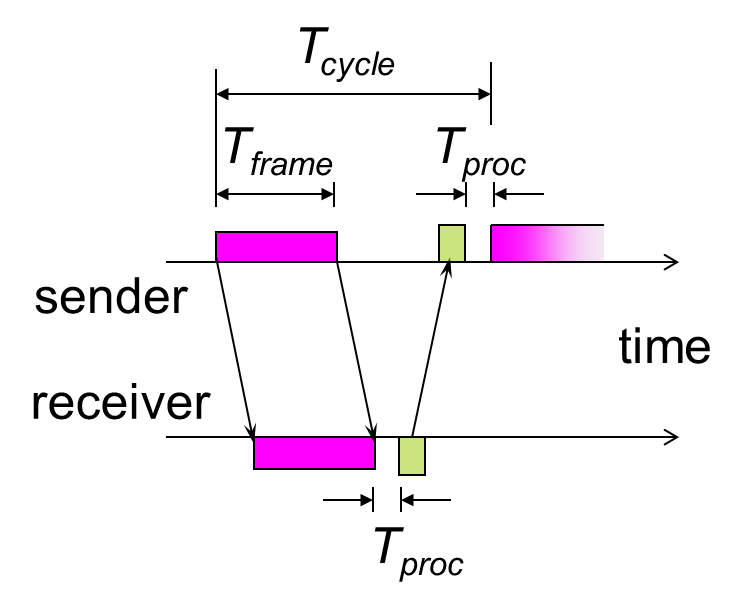 Tcycle
Tframe
Tproc
sender
time
receiver
Tproc